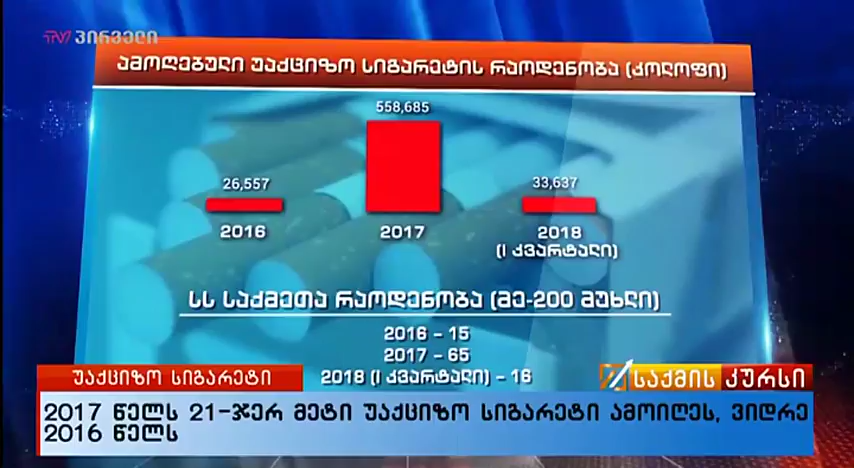 TV პირველი
ამოღებული უაქციზო სიგარეტის რაოდენობა (კოლოფი)
558,685
26,557
33,637
2016
2017
2018
(I კვარტალი)
სს საქმეთა რაოდენობა (მე-200 მუხლი)
2016 – 15
2017 – 65
2018 (I კვარტალი) – 16
უაქციზო სიგარეტი
საქმის კურსი
2017 წელს 21-ჯერ მეტი უაქციზო სიგარეტი ამოიღეს, ვიდრე
2016 წელს